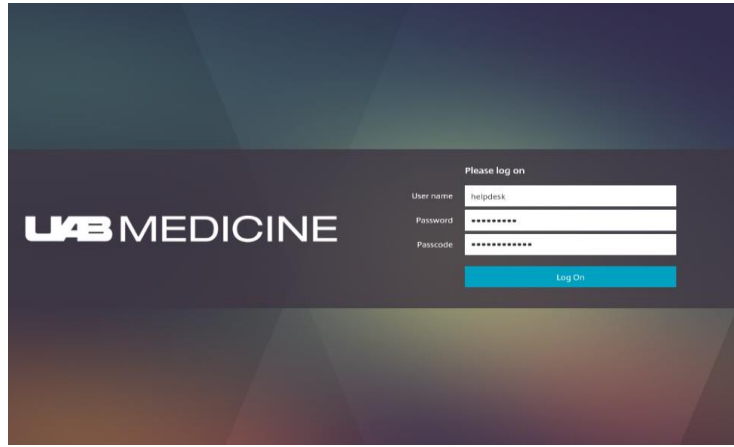 Please log on
User name helpdesk
UAB MEDICINE
Password •••••••••
Passcode ••••••••••••
Log On